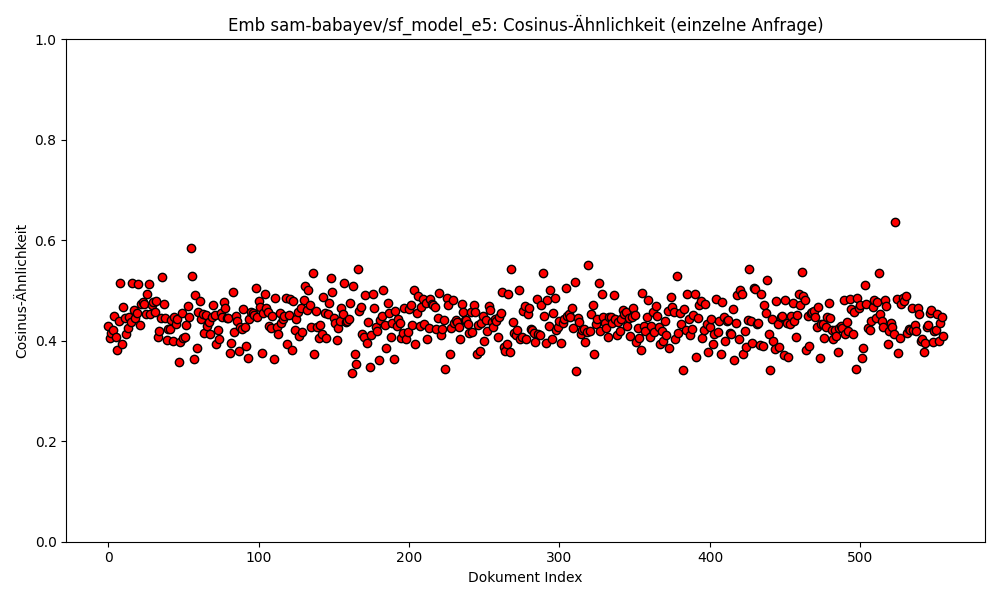 Emb sam-babayev/sf_model_e5: Cosinus-Ähnlichkeit (einzelne Anfrage)
1.0
0.8
0.6
0.4
0.2
0.0
Cosinus-Ähnlichkeit
0 100 200 300 400 500
Dokument Index